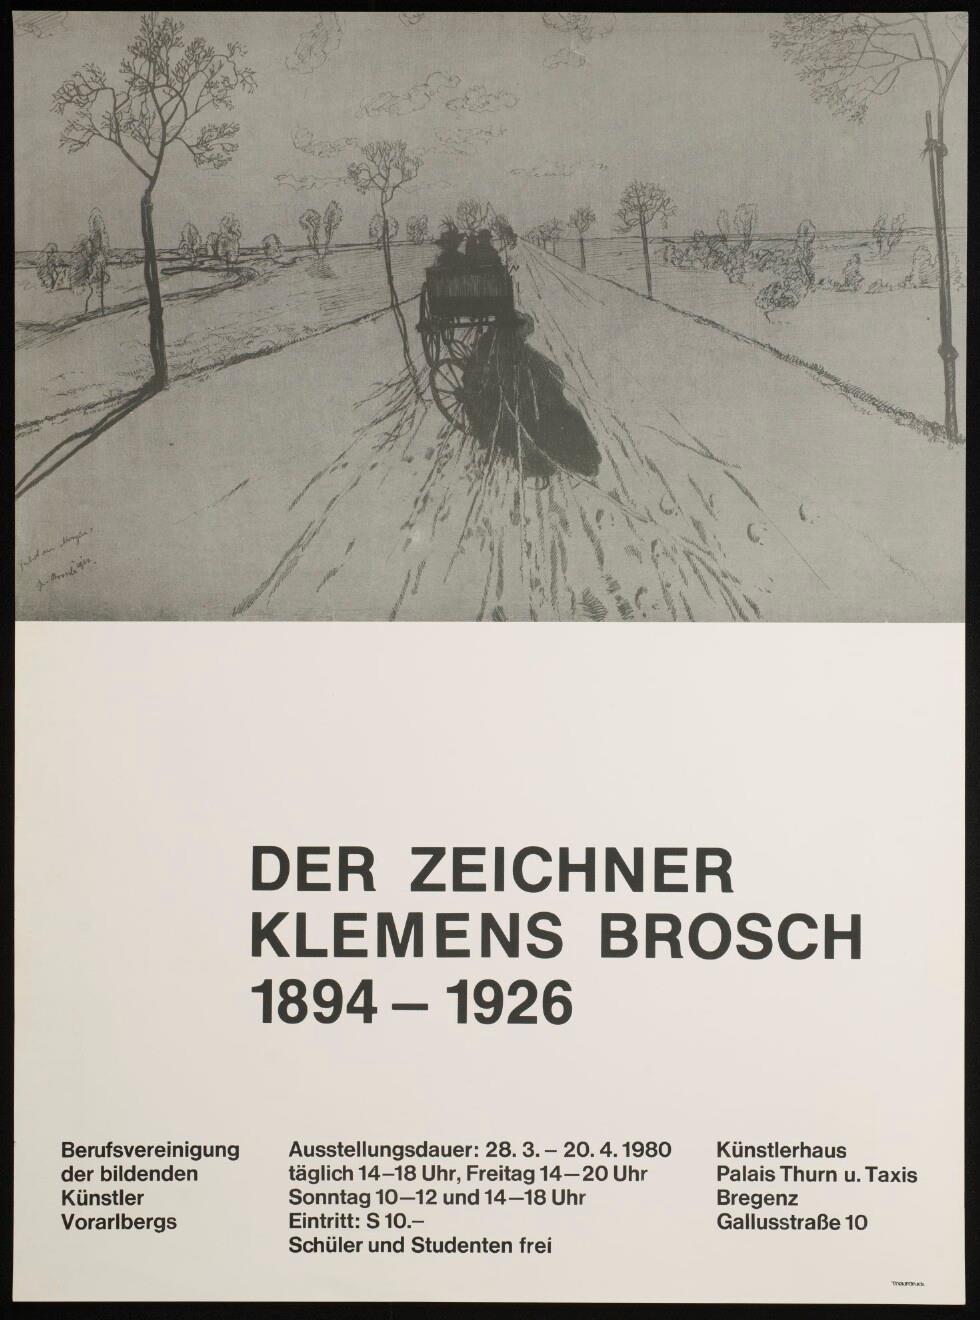 DER ZEICHNER
KLEMENS BROSCH
1894 – 1926
Berufsvereinigung
der bildenden
Künstler
Vorarlbergs
Ausstellungsdauer: 28. 3. – 20. 4. 1980
täglich 14–18 Uhr, Freitag 14–20 Uhr
Sonntag 10–12 und 14–18 Uhr
Eintritt: S 10.–
Schüler und Studenten frei
Künstlerhaus
Palais Thurn u. Taxis
Bregenz
Gallusstraße 10